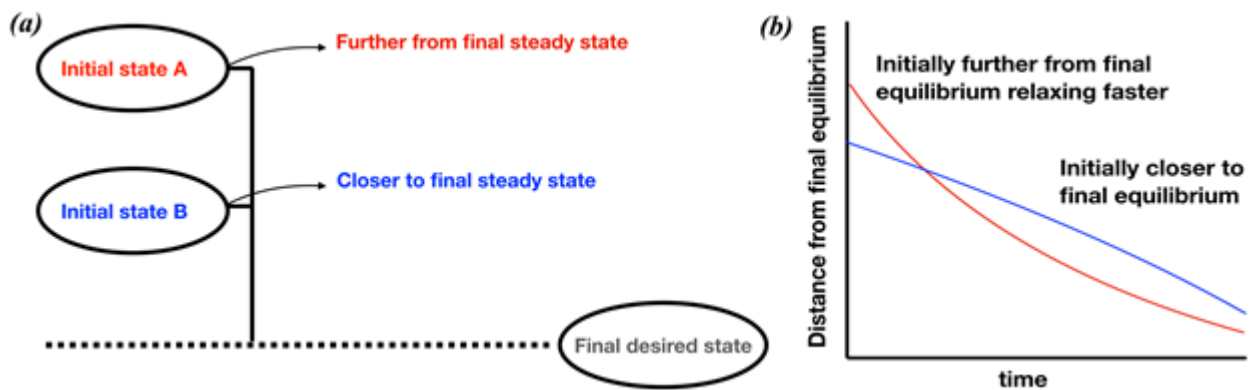 (a)
Initial state A
Further from final steady state
Initial state B
Closer to final steady state
Final desired state
(b)
Distance from final equilibrium
Initially further from final
equilibrium relaxing faster
Initially closer to
final equilibrium
time